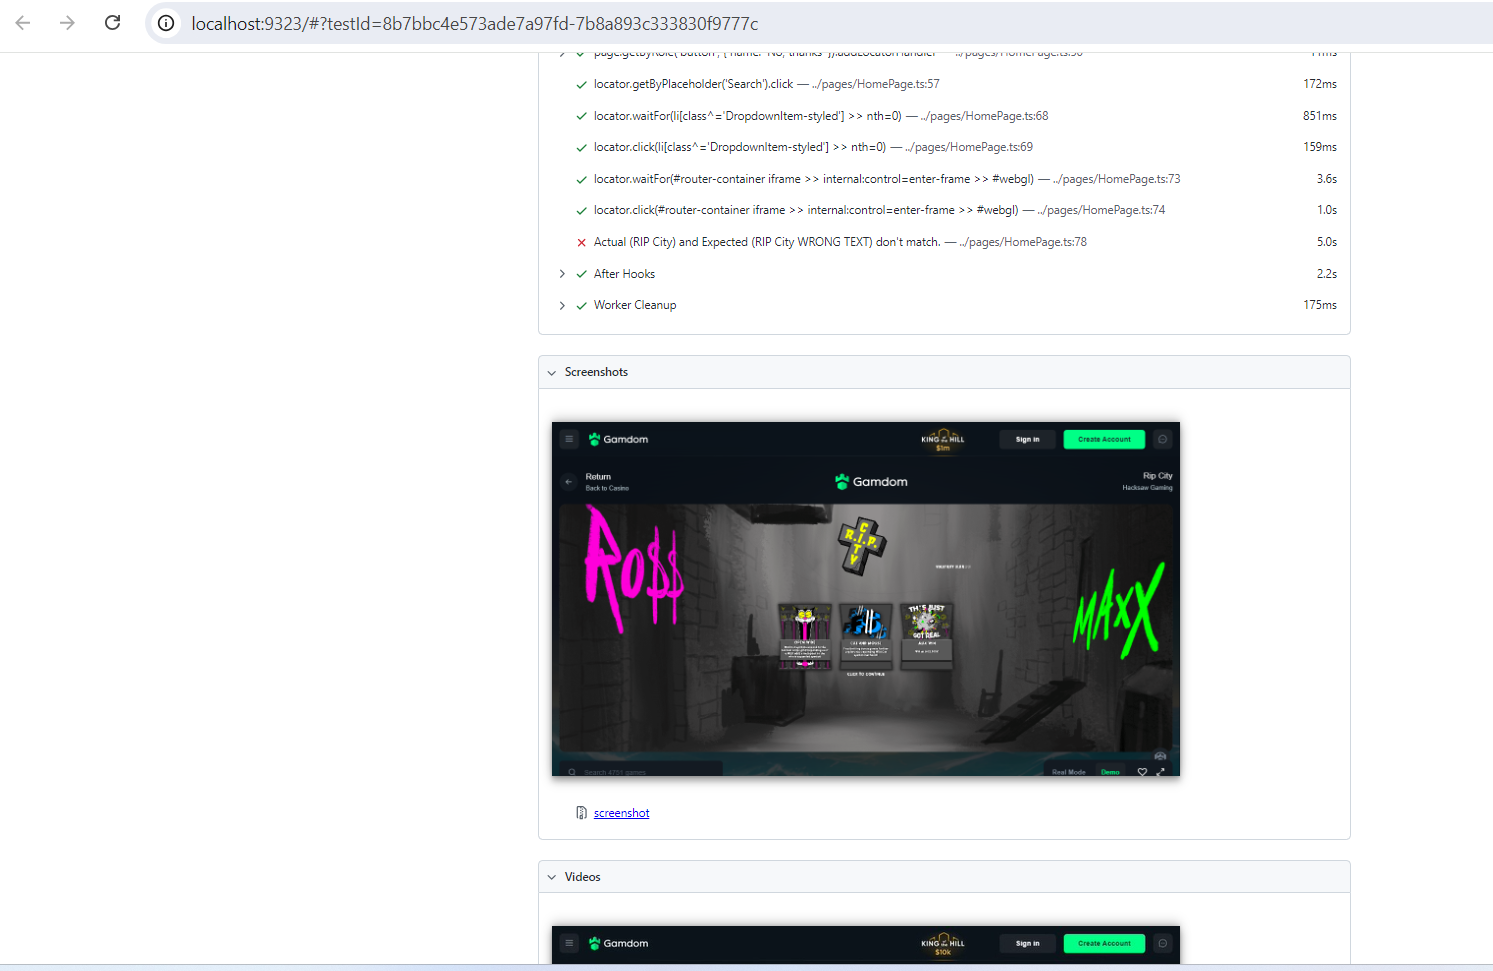 localhost:9323/#?testId=8b7bbc4e573ade7a97fd-7b8a893c333830f9777c
page.getByRole('button', { name: 'No, thanks' }).addLocatorHandler — ../pages/HomePage.ts:50 11ms
locator.getByPlaceholder('Search').click — ../pages/HomePage.ts:57 172ms
locator.waitFor(li[class^='DropdownItem-styled'] >> nth=0) — ../pages/HomePage.ts:68 851ms
locator.click(li[class^='DropdownItem-styled'] >> nth=0) — ../pages/HomePage.ts:69 159ms
locator.waitFor(#router-container iframe >> internal:control=enter-frame >> #webgl) — ../pages/HomePage.ts:73 3.6s
locator.click(#router-container iframe >> internal:control=enter-frame >> #webgl) — ../pages/HomePage.ts:74 1.0s
Actual (RIP City) and Expected (RIP City WRONG TEXT) don't match. — ../pages/HomePage.ts:78 5.0s
After Hooks 2.2s
Worker Cleanup 175ms
Screenshots
Gamdom KING OF THE HILL $1m Sign in Create Account
Return Back to Casino
Gamdom
Rip City
Hacksaw Gaming
RO$$
C R.I.P. T Y
MAXX
TH*S JUST GOT REAL
CLICK TO CONTINUE
Search 4751 games
Real Mode Demo
screenshot
Videos
Gamdom KING OF THE HILL $10k Sign in Create Account